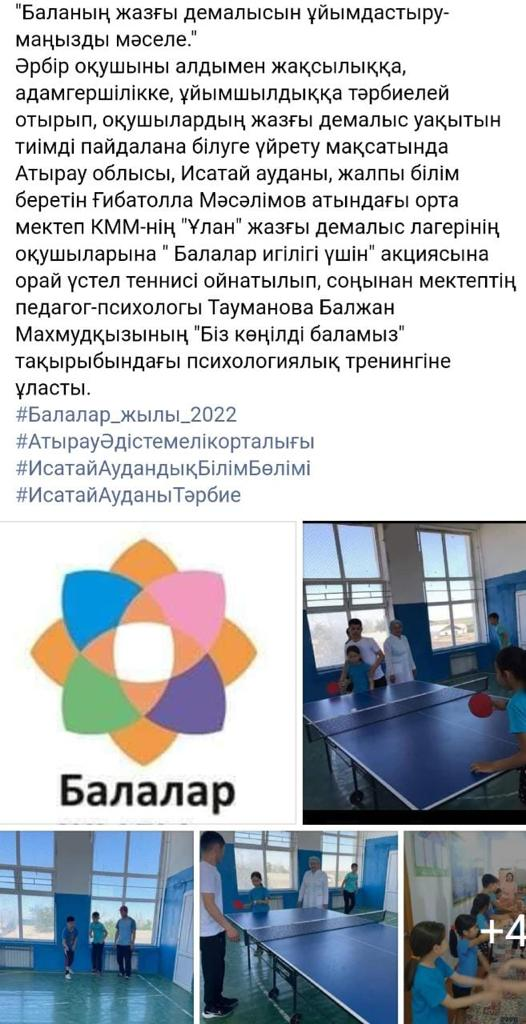 "Баланың жазғы демалысын ұйымдастыру-
маңызды мәселе."
Әрбір оқушыны алдымен жақсылыққа,
адамгершілікке, ұйымшылдыққа тәрбиелей
отырып, оқушылардың жазғы демалыс уақытын
тиімді пайдалана білуге үйрету мақсатында
Атырау облысы, Исатай ауданы, жалпы білім
беретін Ғибатолла Мәсәлімов атындағы орта
мектеп КММ-нің "Ұлан" жазғы демалыс лагерінің
оқушыларына " Балалар игілігі үшін" акциясына
орай үстел теннисі ойнатылып, соңынан мектептің
педагог-психологы Тауманова Балжан
Махмудқызының "Біз көңілді баламыз"
тақырыбындағы психологиялық тренингіне
ұласты.
#Балалар_жылы_2022
#АтырауӘдістемелікорталығы
#ИсатайАудандықБілімБөлімі
#ИсатайАуданыТәрбие
Балалар
+4